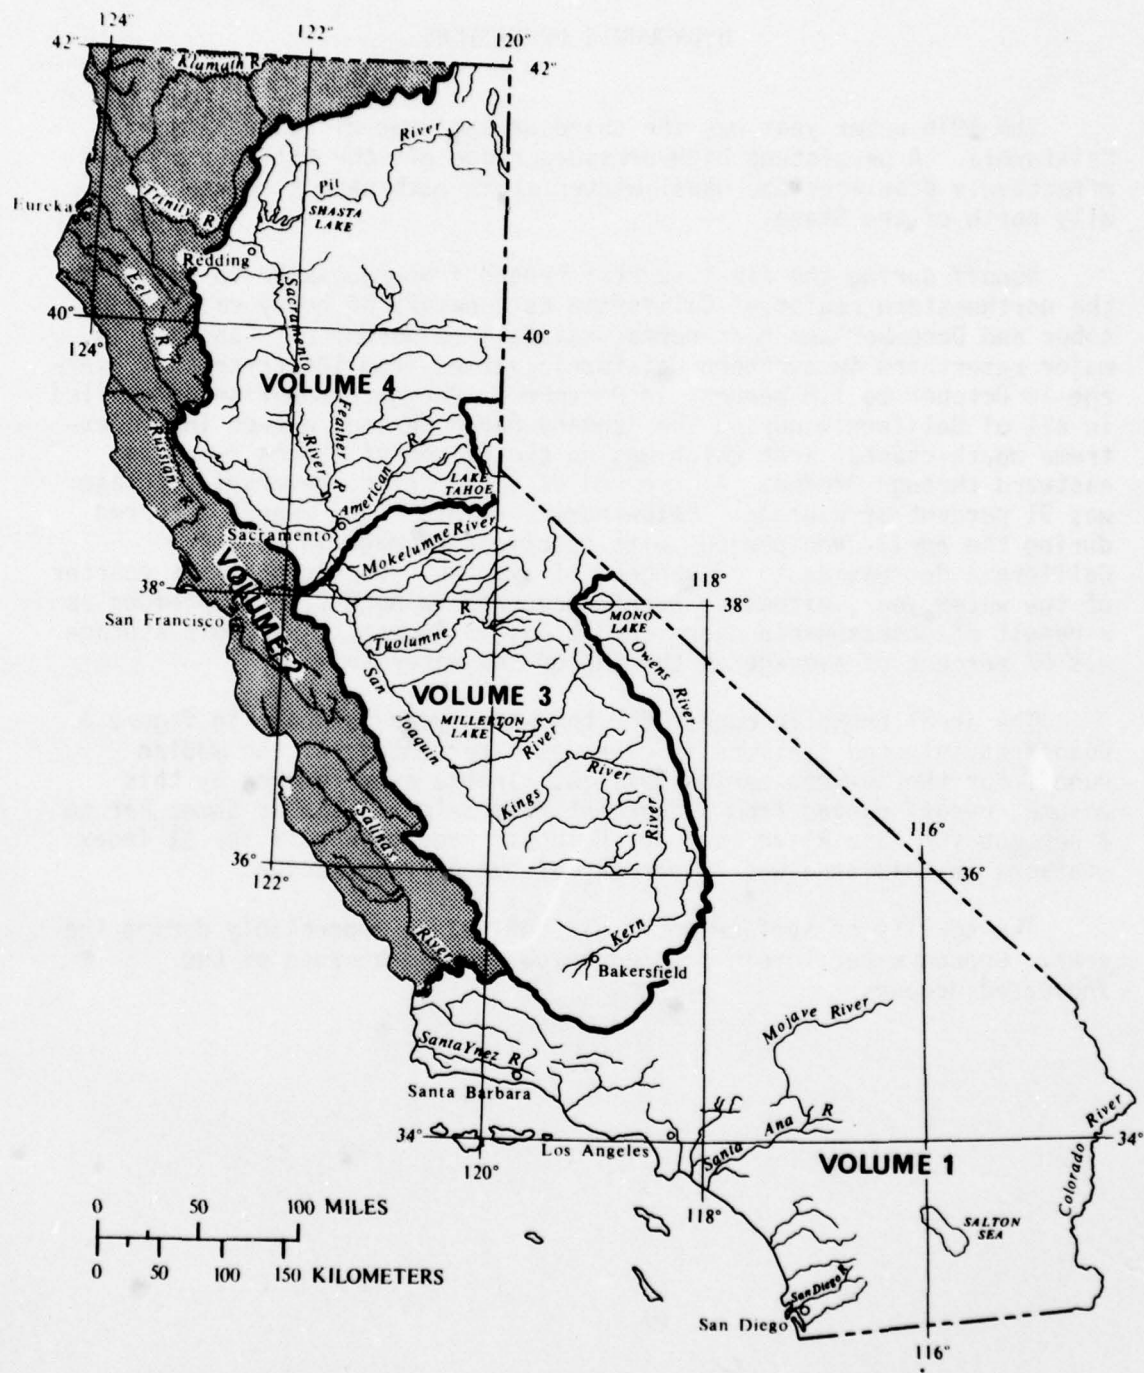 124°
122°
120°
42°
42°
Klamath R
River
Pit
SHASTA
LAKE
Trinity R
Eureka
Redding
Eel
R
Sacramento
40°
40°
124°
VOLUME 4
Feather
R
River
American
R
LAKE
TAHOE
Russian
R
Sacramento
Mokelumne River
VOLUME 2
38°
118°
38°
San Francisco
MONO
LAKE
Tuolumne
R
Owens River
San
Joaquin
VOLUME 3
MILLERTON
LAKE
River
River
Kings
River
Salinas
River
116°
36°
36°
122°
Kern
Bakersfield
Mojave River
Santa Ynez R
Santa Barbara
34°
34°
Los Angeles
Santa Ana R
VOLUME 1
120°
118°
Colorado River
SALTON
SEA
San Diego R
San Diego
116°
0 50 100 MILES
0 50 100 150 KILOMETERS